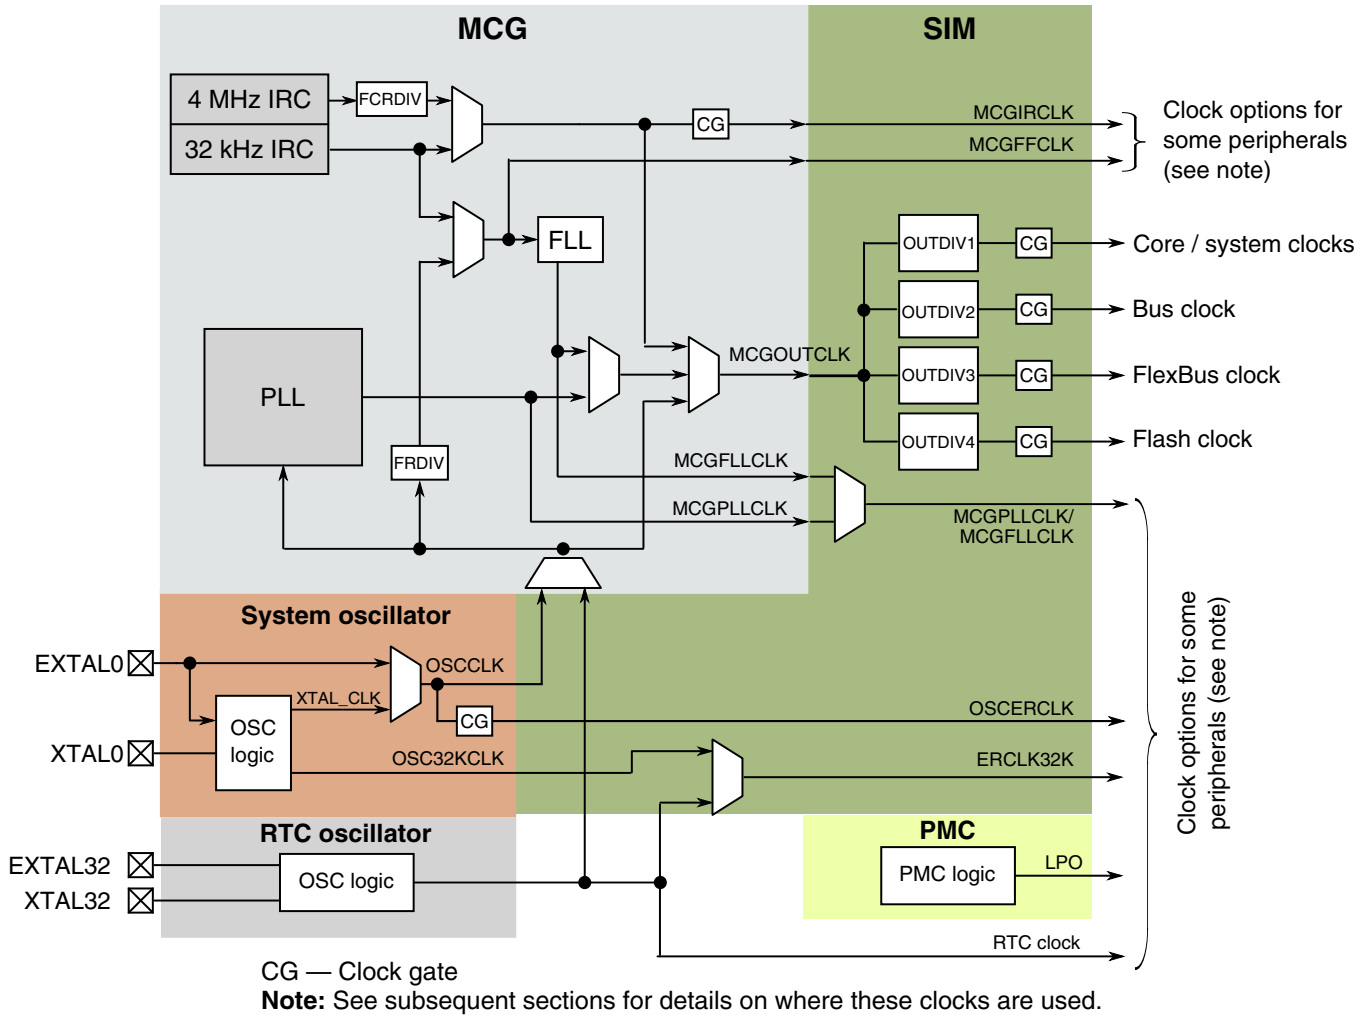 MCG
SIM
4 MHz IRC
FCRDIV
32 kHz IRC
CG
MCGIRCLK
MCGFFCLK
Clock options for
some peripherals
(see note)
FLL
OUTDIV1
CG
Core / system clocks
OUTDIV2
CG
Bus clock
MCGOUTCLK
OUTDIV3
CG
FlexBus clock
PLL
OUTDIV4
CG
Flash clock
FRDIV
MCGFLLCLK
MCGPLLCLK
MCGPLLCLK/
MCGFLLCLK
System oscillator
EXTAL0
OSCCLK
XTAL_CLK
OSC
logic
CG
OSCERCLK
XTAL0
OSC32KCLK
ERCLK32K
Clock options for some
peripherals (see note)
RTC oscillator
PMC
EXTAL32
OSC logic
PMC logic
LPO
XTAL32
RTC clock
CG — Clock gate
Note: See subsequent sections for details on where these clocks are used.